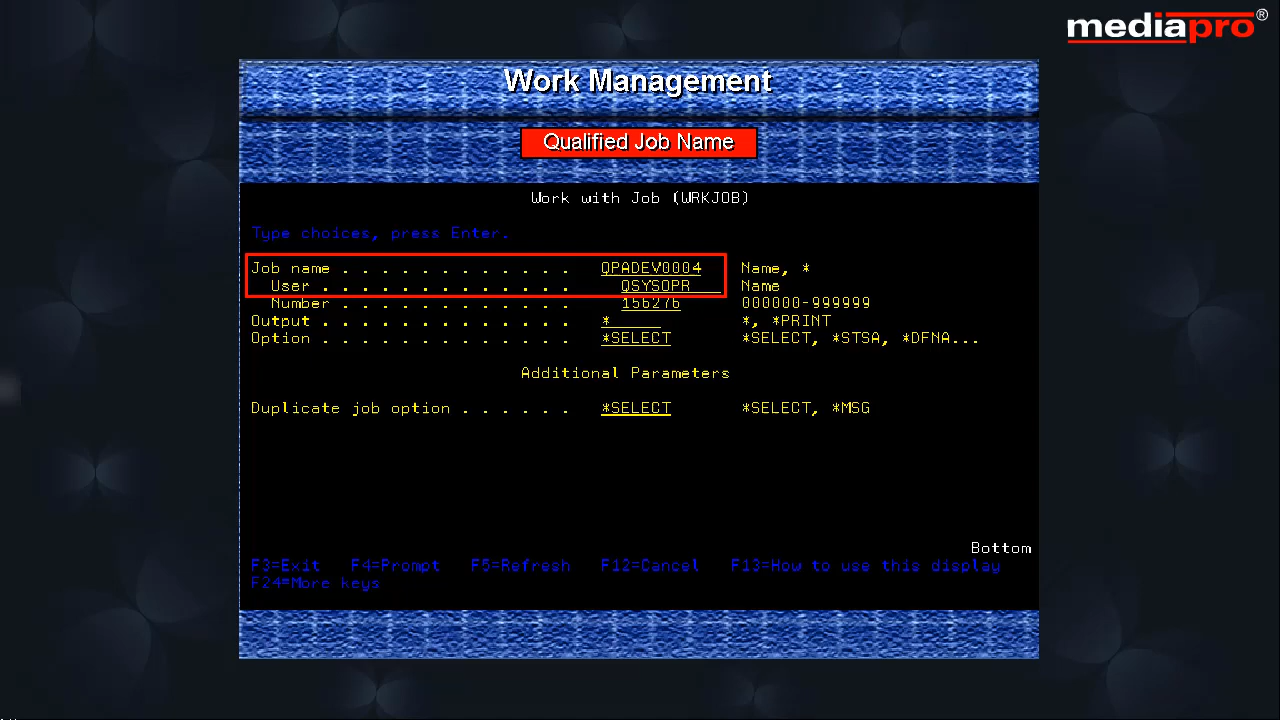 mediapro®
Work Management
Qualified Job Name
Work with Job (WRKJOB)
Type choices, press Enter.
Job name . . . . . . . . . . . . QPADEV0004 Name, *
User . . . . . . . . . . . . . QSYSOPR Name
Number . . . . . . . . . . . . 156276 000000-999999
Output . . . . . . . . . . . . . * *, *PRINT
Option . . . . . . . . . . . . . *SELECT *SELECT, *STSA, *DFNA...
Additional Parameters
Duplicate job option . . . . . . *SELECT *SELECT, *MSG
Bottom
F3=Exit F4=Prompt F5=Refresh F12=Cancel F13=How to use this display
F24=More keys